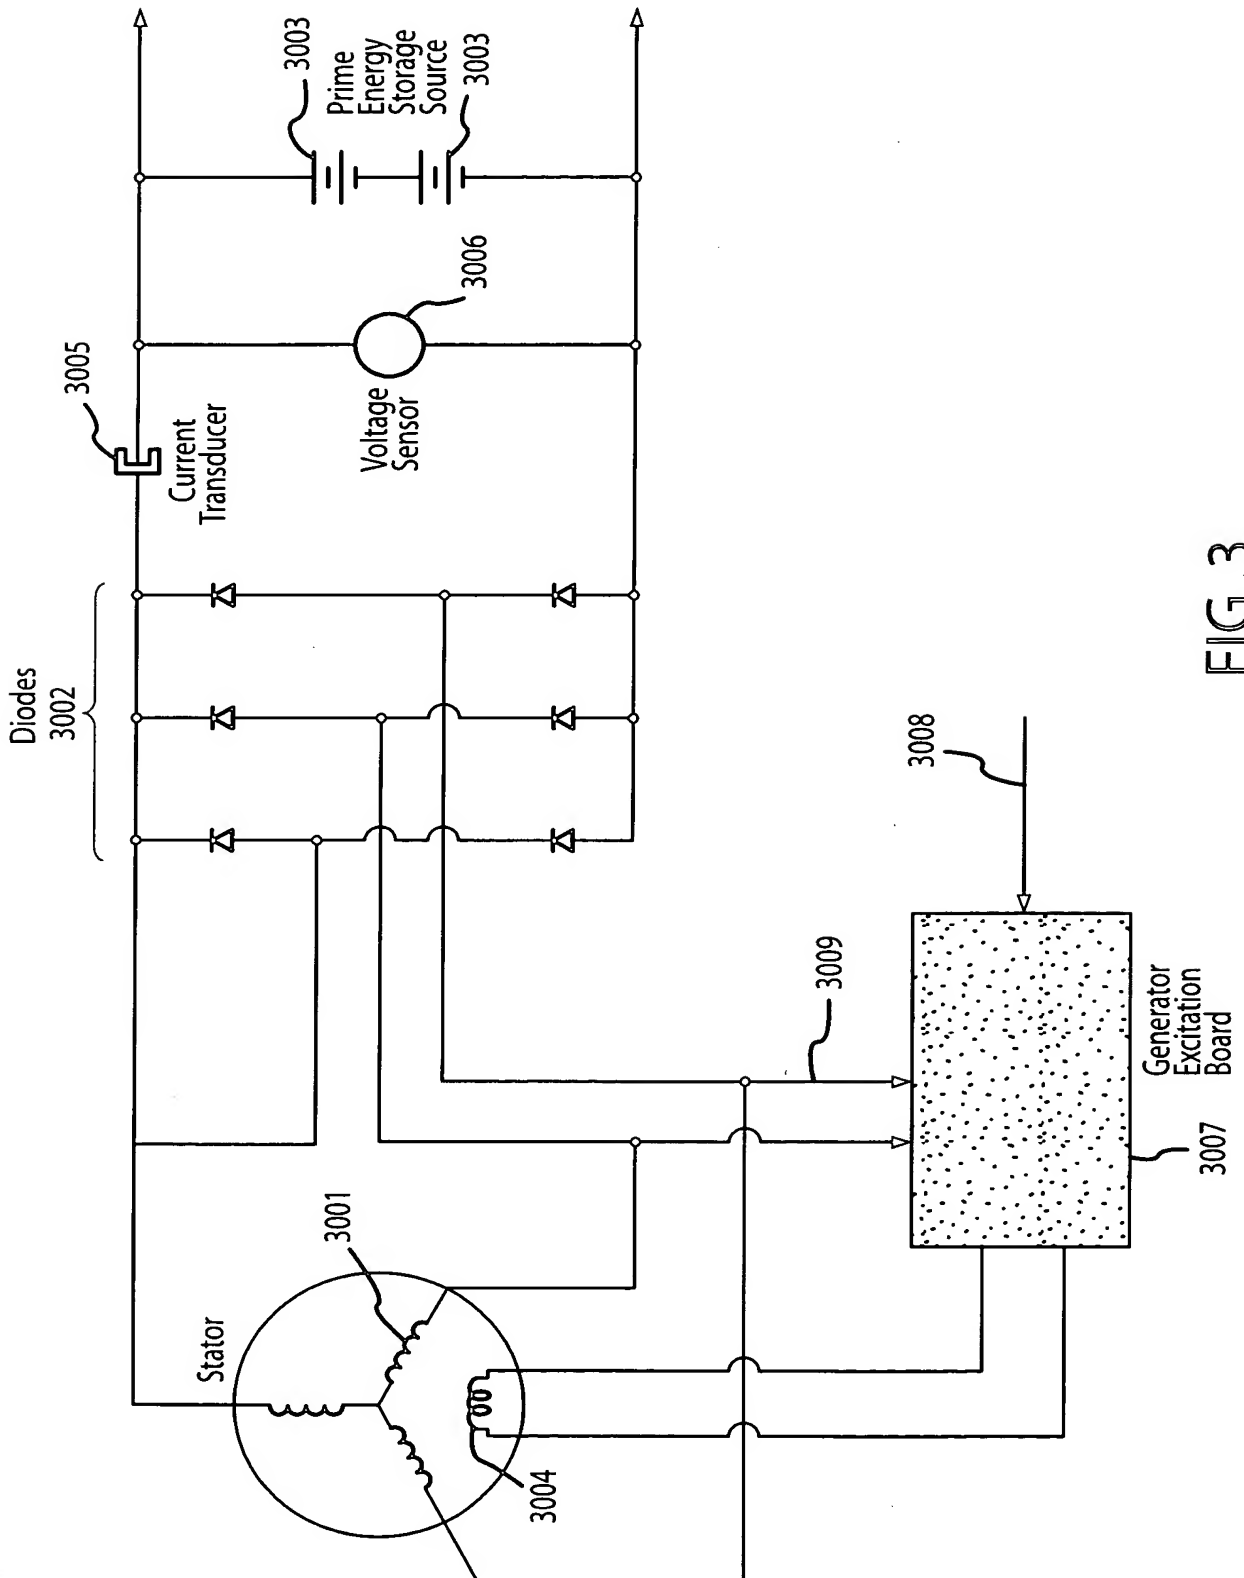 Diodes
3002
3005
Current
Transducer
3006
Voltage
Sensor
3003
Prime
Energy
Storage
Source
3003
Stator
3001
3004
3009
3008
Generator
Excitation
Board
3007
FIG. 3